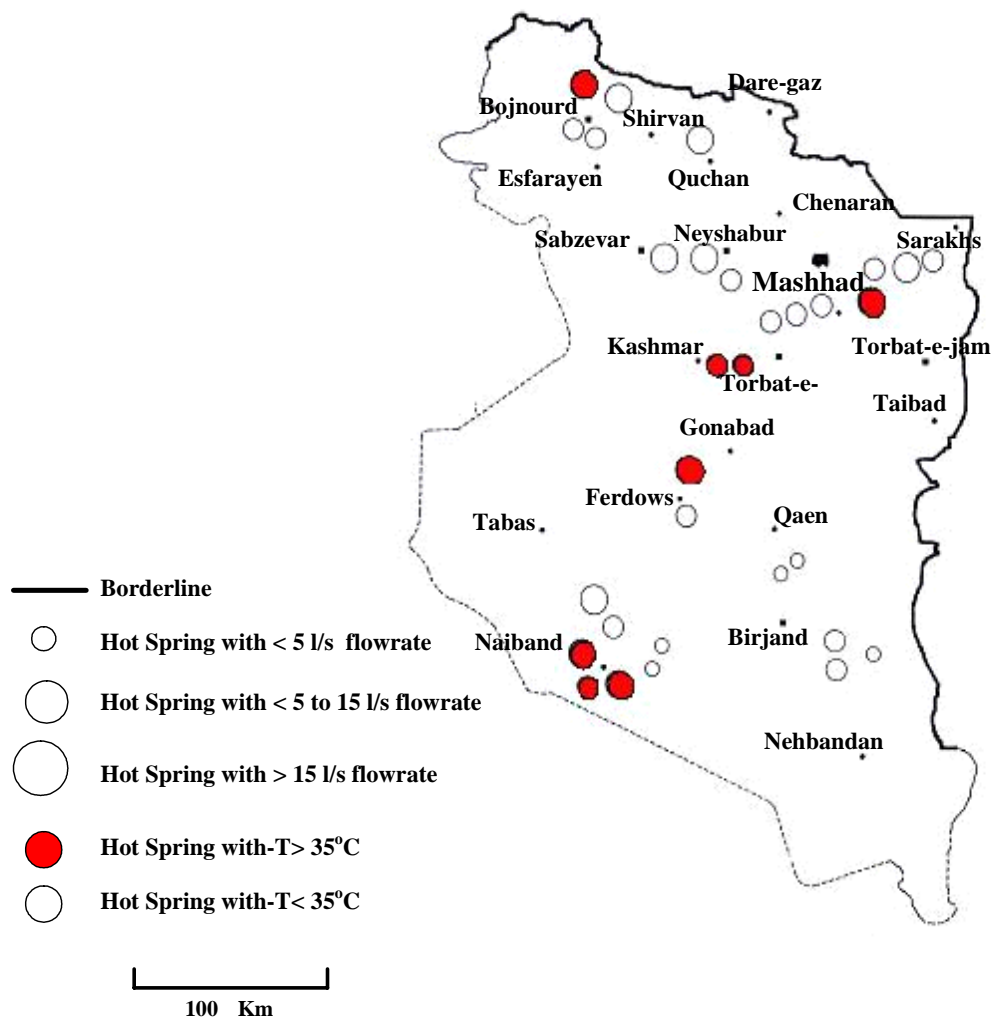 Dare-gaz
Bojnourd
Shirvan
Esfarayen
Quchan
Chenaran
Sabzevar
Neyshabur
Sarakhs
Mashhad
Kashmar
Torbat-e-jam
Torbat-e-
Taibad
Gonabad
Ferdows
Tabas
Qaen
Borderline
Hot Spring with < 5 l/s flowrate
Naiband
Birjand
Hot Spring with < 5 to 15 l/s flowrate
Nehbandan
Hot Spring with > 15 l/s flowrate
Hot Spring with-T> 35°C
Hot Spring with-T< 35°C
100 Km